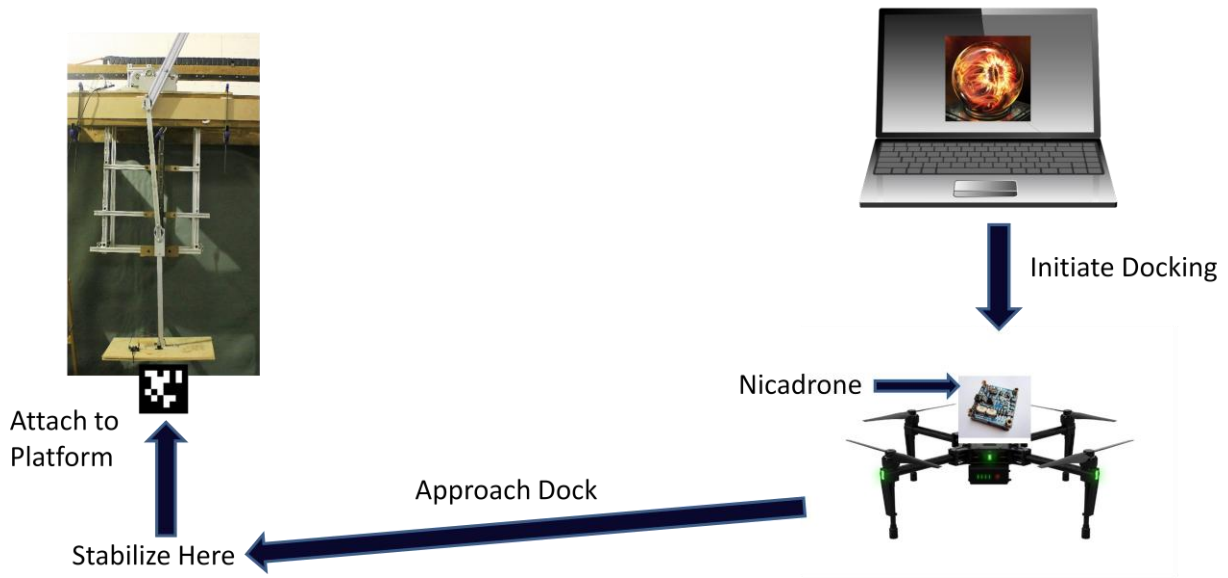 Initiate Docking
Nicadrone
Attach to
Platform
Approach Dock
Stabilize Here